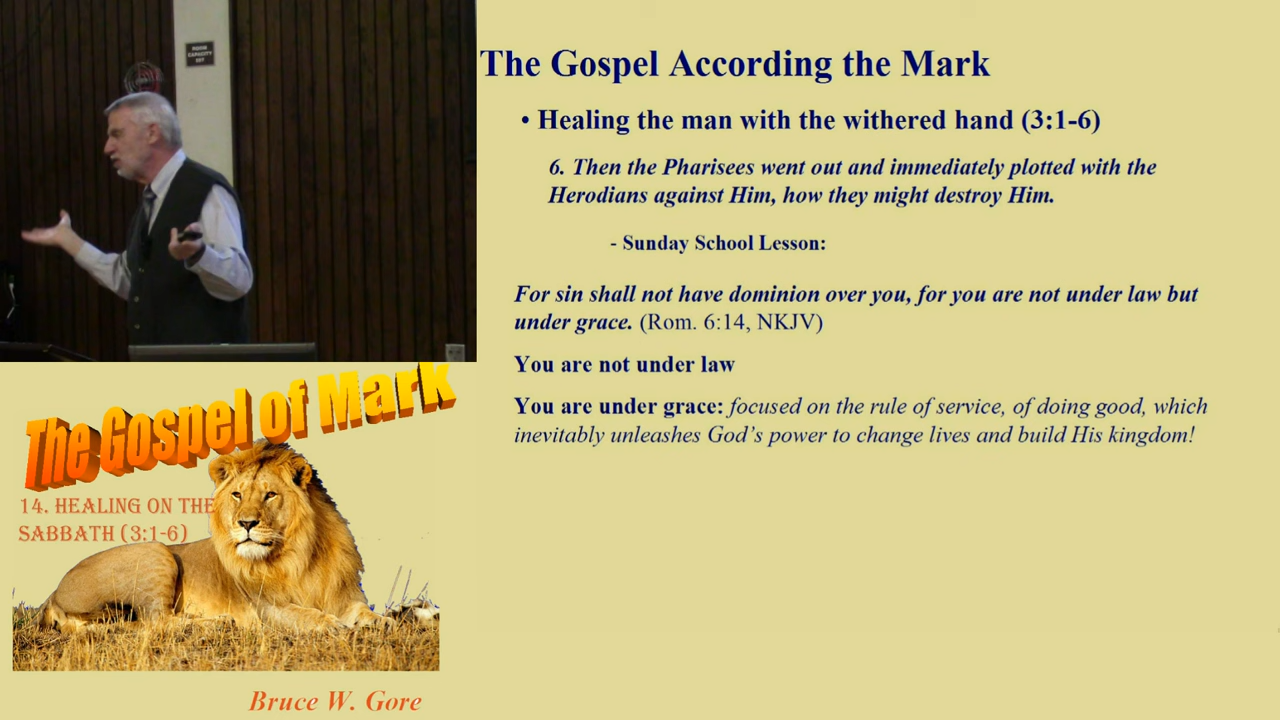 ROOM
CAPACITY
The Gospel According the Mark
• Healing the man with the withered hand (3:1-6)
6. Then the Pharisees went out and immediately plotted with the
Herodians against Him, how they might destroy Him.
- Sunday School Lesson:
For sin shall not have dominion over you, for you are not under law but
under grace. (Rom. 6:14, NKJV)
You are not under law
You are under grace: focused on the rule of service, of doing good, which
inevitably unleashes God's power to change lives and build His kingdom!
The Gospel of Mark
14. HEALING ON THE
SABBATH (3:1-6)
Bruce W. Gore